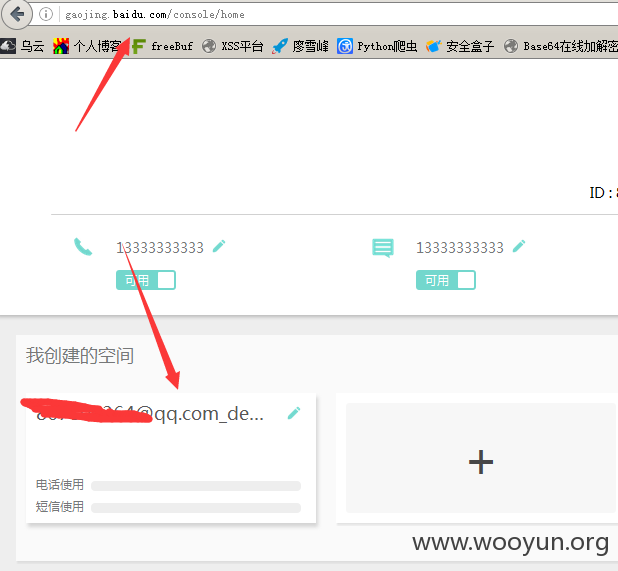 gaojing.baidu.com/console/home
乌云 个人博客 freeBuf XSS平台 廖雪峰 Python爬虫 安全盒子 Base64在线加解密
ID :
13333333333 13333333333
可用 可用
我创建的空间
@qq.com_de...
电话使用
短信使用
www.wooyun.org